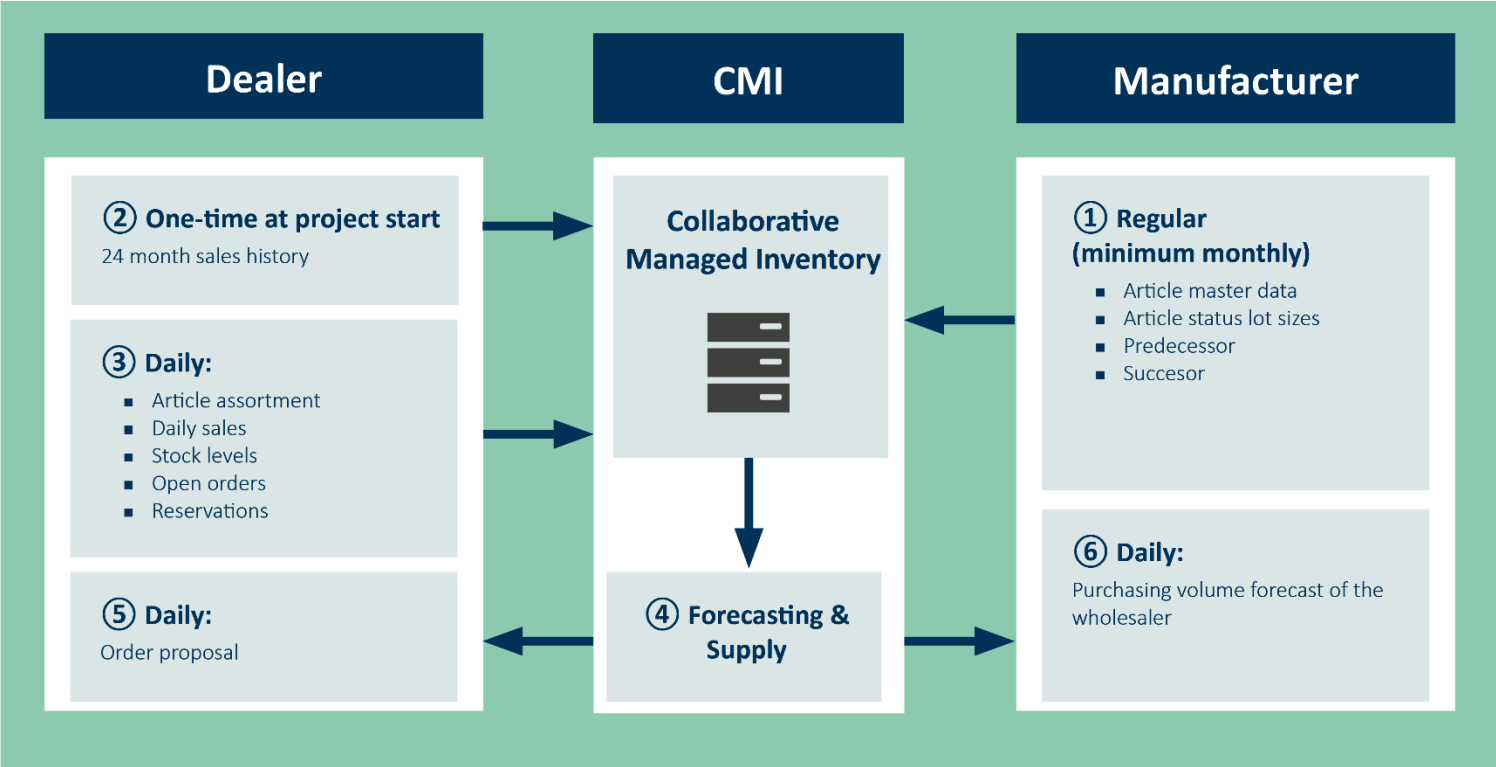 Dealer
CMI
Manufacturer
② One-time at project start
24 month sales history
③ Daily:
▪ Article assortment
▪ Daily sales
▪ Stock levels
▪ Open orders
▪ Reservations
⑤ Daily:
Order proposal
Collaborative
Managed Inventory
④ Forecasting &
Supply
① Regular
(minimum monthly)
▪ Article master data
▪ Article status lot sizes
▪ Predecessor
▪ Succesor
⑥ Daily:
Purchasing volume forecast of the
wholesaler